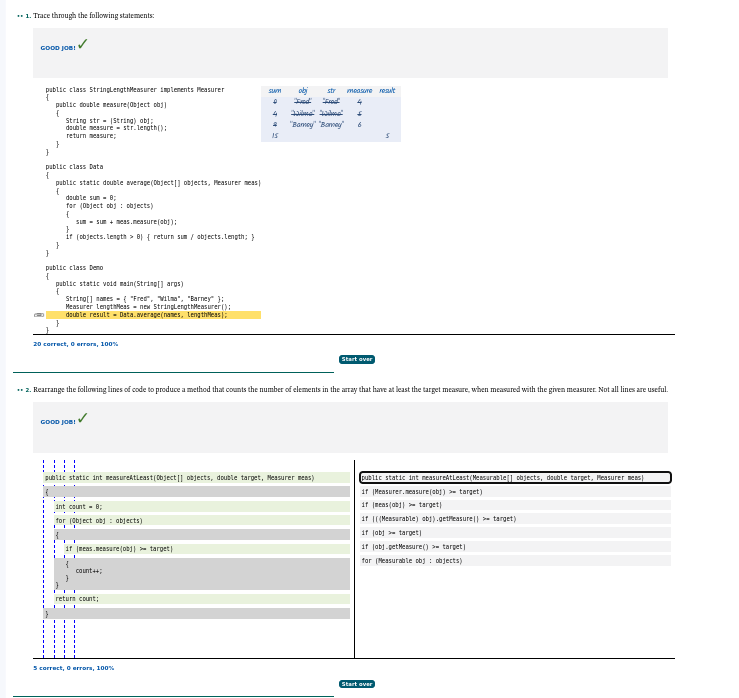 •• 1. Trace through the following statements:
GOOD JOB! ✓
public class StringLengthMeasurer implements Measurer
{
public double measure(Object obj)
{
String str = (String) obj;
double measure = str.length();
return measure;
}
}
public class Data
{
public static double average(Object[] objects, Measurer meas)
{
double sum = 0;
for (Object obj : objects)
{
sum = sum + meas.measure(obj);
}
if (objects.length > 0) { return sum / objects.length; }
}
}
public class Demo
{
public static void main(String[] args)
{
String[] names = { "Fred", "Wilma", "Barney" };
Measurer lengthMeas = new StringLengthMeasurer();
double result = Data.average(names, lengthMeas);
}
}
sum obj str measure result
0 "Fred" "Fred" 4
4 "Wilma" "Wilma" 5
9 "Barney" "Barney" 6
15 5
20 correct, 0 errors, 100%
Start over
•• 2. Rearrange the following lines of code to produce a method that counts the number of elements in the array that have at least the target measure, when measured with the given measurer. Not all lines are useful.
GOOD JOB! ✓
public static int measureAtLeast(Object[] objects, double target, Measurer meas)
{
int count = 0;
for (Object obj : objects)
{
if (meas.measure(obj) >= target)
{
count++;
}
}
return count;
}
public static int measureAtLeast(Measurable[] objects, double target, Measurer meas)
if (Measurer.measure(obj) >= target)
if (meas(obj) >= target)
if (((Measurable) obj).getMeasure() >= target)
if (obj >= target)
if (obj.getMeasure() >= target)
for (Measurable obj : objects)
5 correct, 0 errors, 100%
Start over